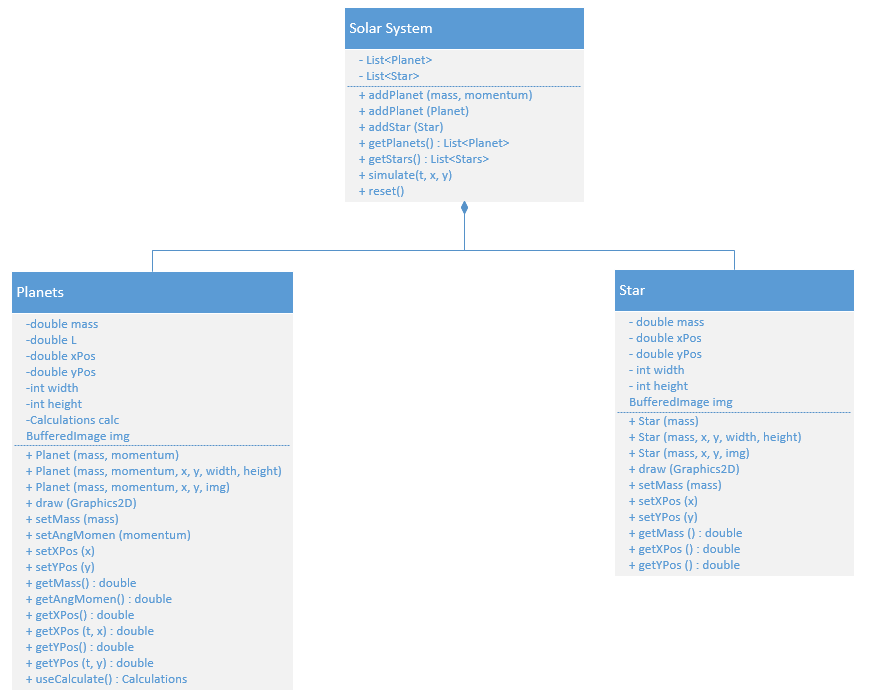 Solar System
- List<Planet>
- List<Star>
+ addPlanet (mass, momentum)
+ addPlanet (Planet)
+ addStar (Star)
+ getPlanets() : List<Planet>
+ getStars() : List<Stars>
+ simulate(t, x, y)
+ reset()
Planets
-double mass
-double L
-double xPos
-double yPos
-int width
-int height
-Calculations calc
BufferedImage img
+ Planet (mass, momentum)
+ Planet (mass, momentum, x, y, width, height)
+ Planet (mass, momentum, x, y, img)
+ draw (Graphics2D)
+ setMass (mass)
+ setAngMomen (momentum)
+ setXPos (x)
+ setYPos (y)
+ getMass() : double
+ getAngMomen() : double
+ getXPos() : double
+ getXPos (t, x) : double
+ getYPos() : double
+ getYPos (t, y) : double
+ useCalculate() : Calculations
Star
- double mass
- double xPos
- double yPos
- int width
- int height
BufferedImage img
+ Star (mass)
+ Star (mass, x, y, width, height)
+ Star (mass, x, y, img)
+ draw (Graphics2D)
+ setMass (mass)
+ setXPos (x)
+ setYPos (y)
+ getMass () : double
+ getXPos () : double
+ getYPos () : double